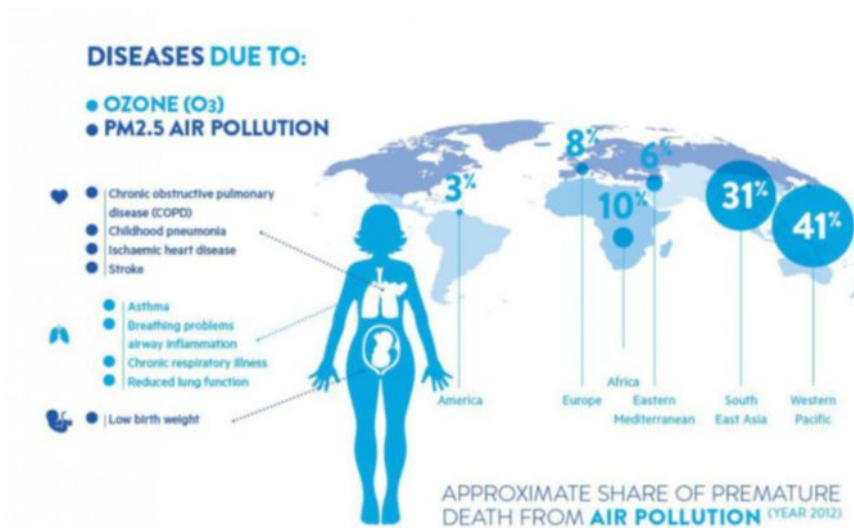 DISEASES DUE TO:
OZONE (O3)
PM2.5 AIR POLLUTION
Chronic obstructive pulmonary
disease (COPD)
Childhood pneumonia
Ischaemic heart disease
Stroke
Asthma
Breathing problems
airway inflammation
Chronic respiratory illness
Reduced lung function
Low birth weight
3%
8%
10%
6%
31%
41%
America
Europe
Africa
Eastern
Mediterranean
South
East Asia
Western
Pacific
APPROXIMATE SHARE OF PREMATURE
DEATH FROM AIR POLLUTION (YEAR 2012)